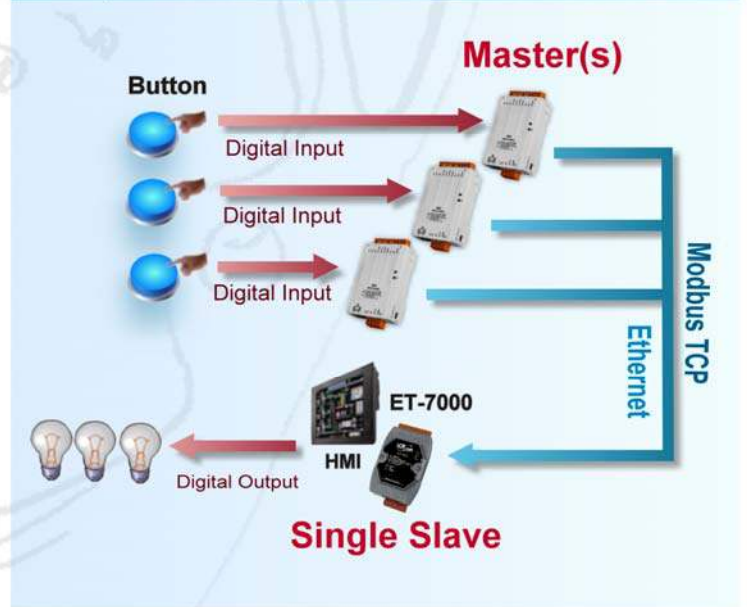 Master(s)
Button
Digital Input
Digital Input
Digital Input
Modbus TCP
Ethernet
ET-7000
HMI
Digital Output
Single Slave